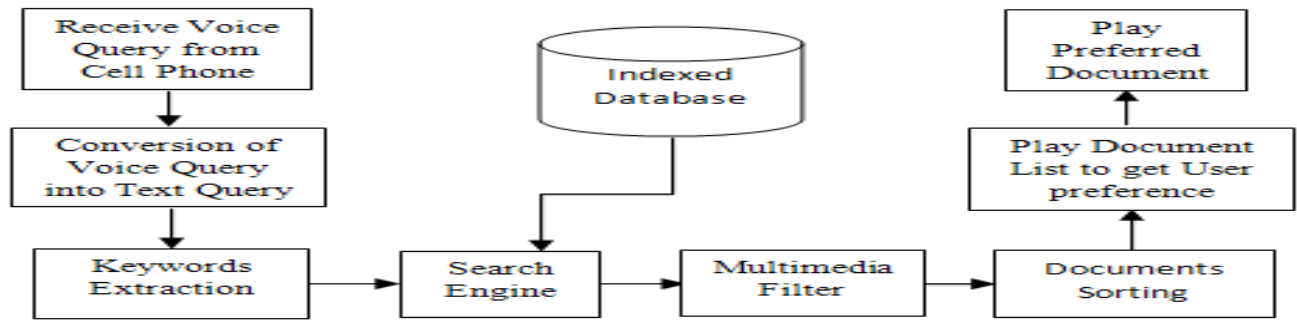 Receive Voice
Query from
Cell Phone
Conversion of
Voice Query
into Text Query
Keywords
Extraction
Indexed
Database
Search
Engine
Multimedia
Filter
Documents
Sorting
Play Document
List to get User
preference
Play
Preferred
Document